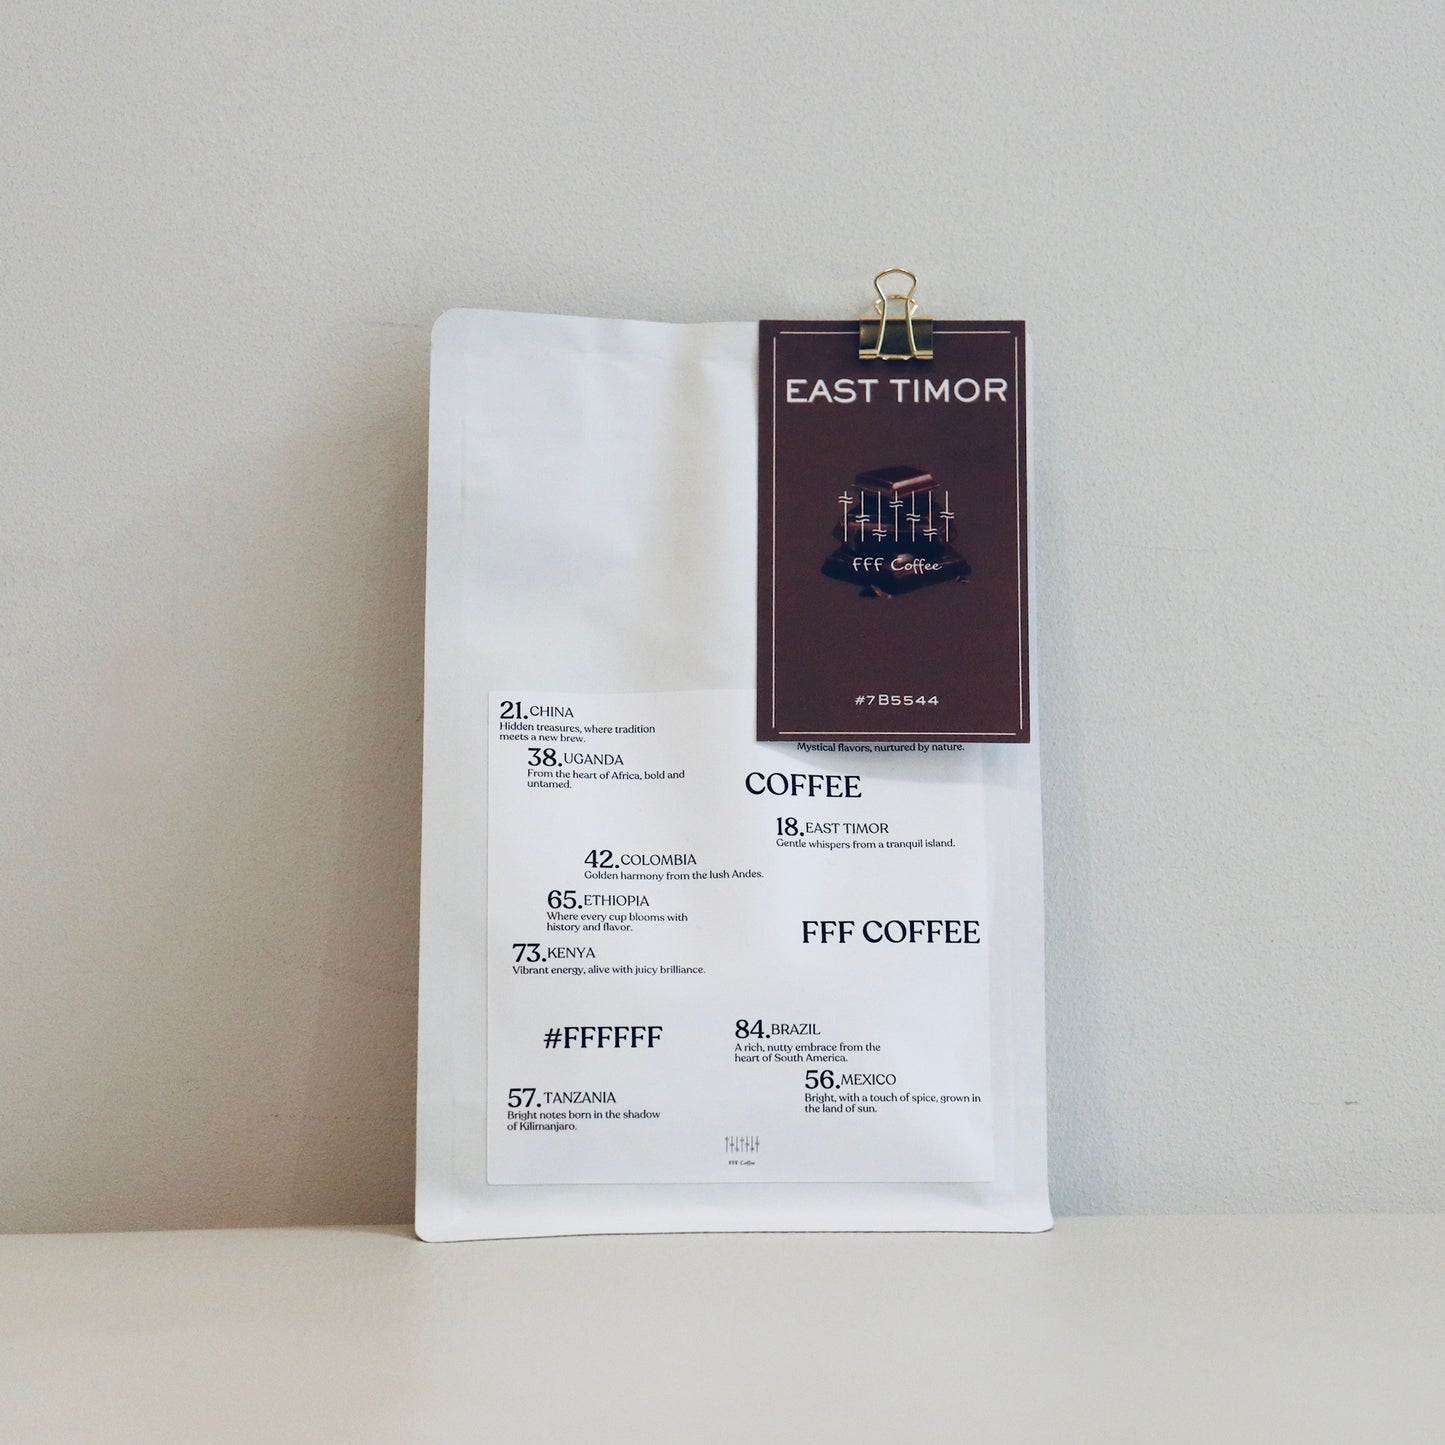 EAST TIMOR
FFF Coffee
#7B5544
21. CHINA
Hidden treasures, where tradition
meets a new brew.
38. UGANDA
From the heart of Africa, bold and
untamed.
Mystical flavors, nurtured by nature.
COFFEE
18. EAST TIMOR
Gentle whispers from a tranquil island.
42. COLOMBIA
Golden harmony from the lush Andes.
65. ETHIOPIA
Where every cup blooms with
history and flavor.
FFF COFFEE
73. KENYA
Vibrant energy, alive with juicy brilliance.
#FFFFFF
84. BRAZIL
A rich, nutty embrace from the
heart of South America.
56. MEXICO
Bright, with a touch of spice, grown in
the land of sun.
57. TANZANIA
Bright notes born in the shadow
of Kilimanjaro.
FFF Coffee